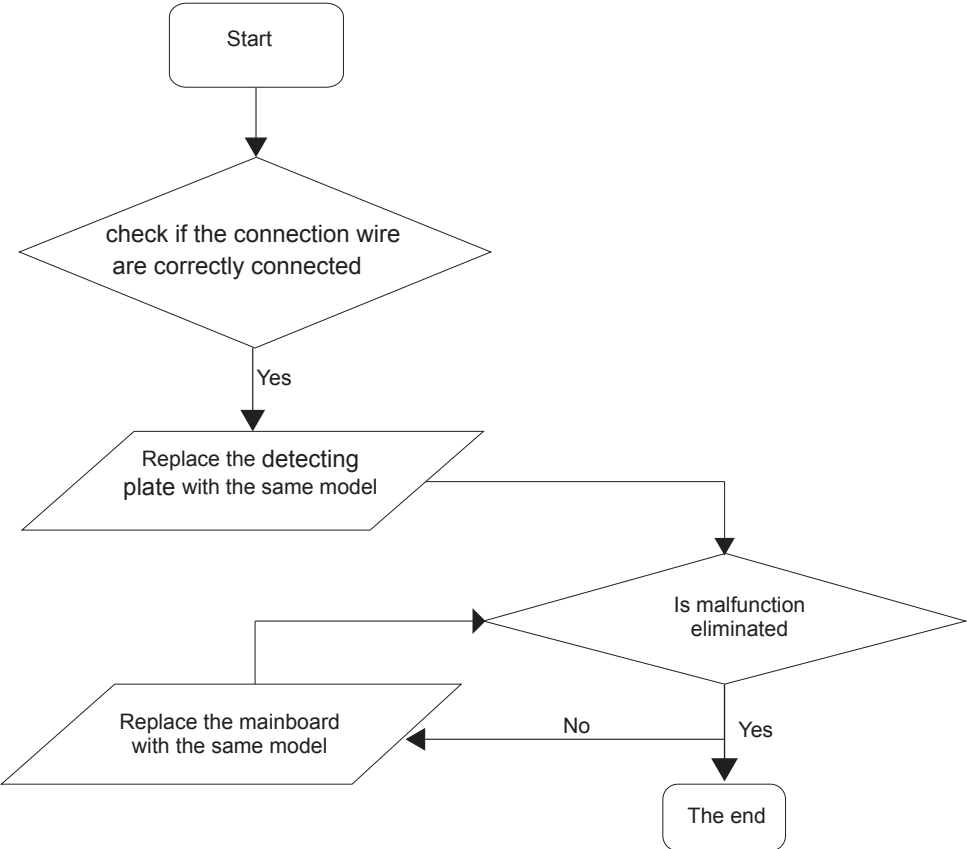 Start
check if the connection wire
are correctly connected
Yes
Replace the detecting
plate with the same model
Is malfunction
eliminated
Replace the mainboard
with the same model
No
Yes
The end